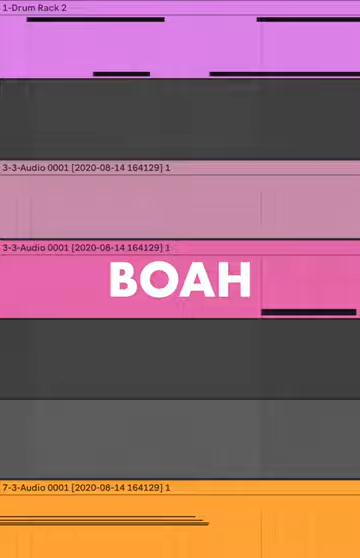 1-Drum Rack 2
3-3-Audio 0001 [2020-08-14 164129] 1
3-3-Audio 0001 [2020-08-14 164129] 1
BOAH
7-3-Audio 0001 [2020-08-14 164129] 1